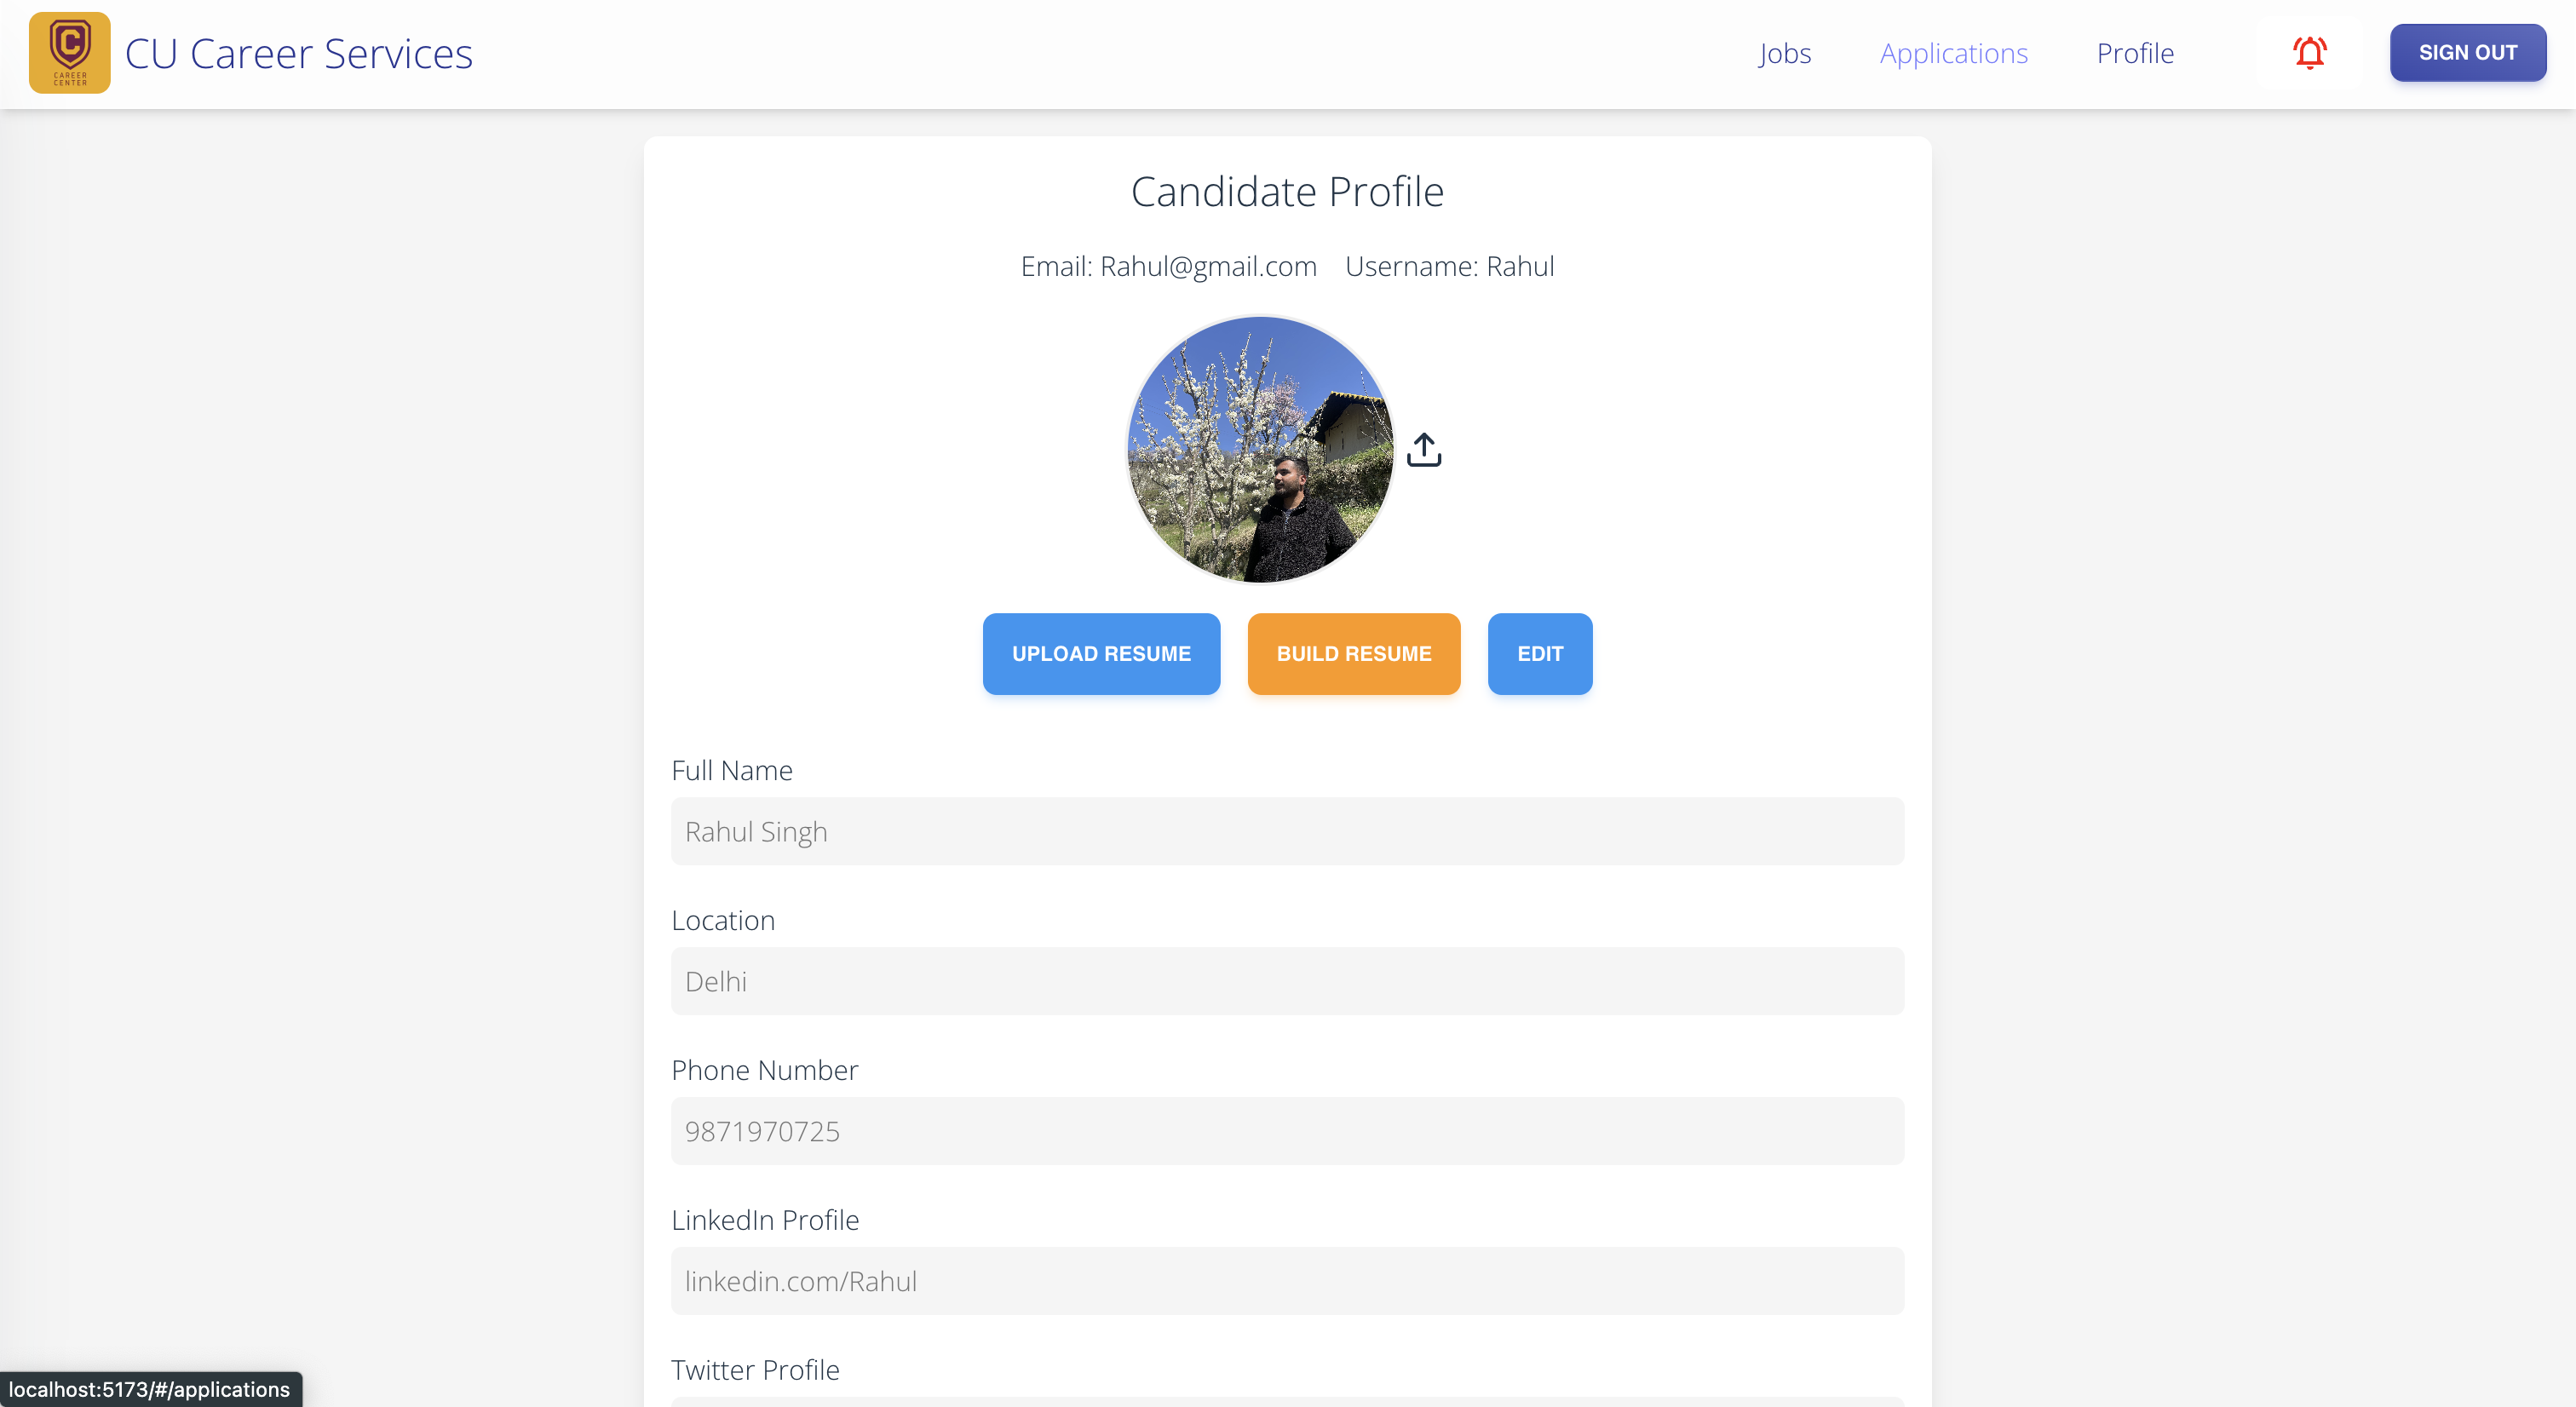 C
CAREER
CENTER
CU Career Services
Jobs
Applications
Profile
SIGN OUT
Candidate Profile
Email: Rahul@gmail.com Username: Rahul
UPLOAD RESUME
BUILD RESUME
EDIT
Full Name
Rahul Singh
Location
Delhi
Phone Number
9871970725
LinkedIn Profile
linkedin.com/Rahul
Twitter Profile
localhost:5173/#/applications